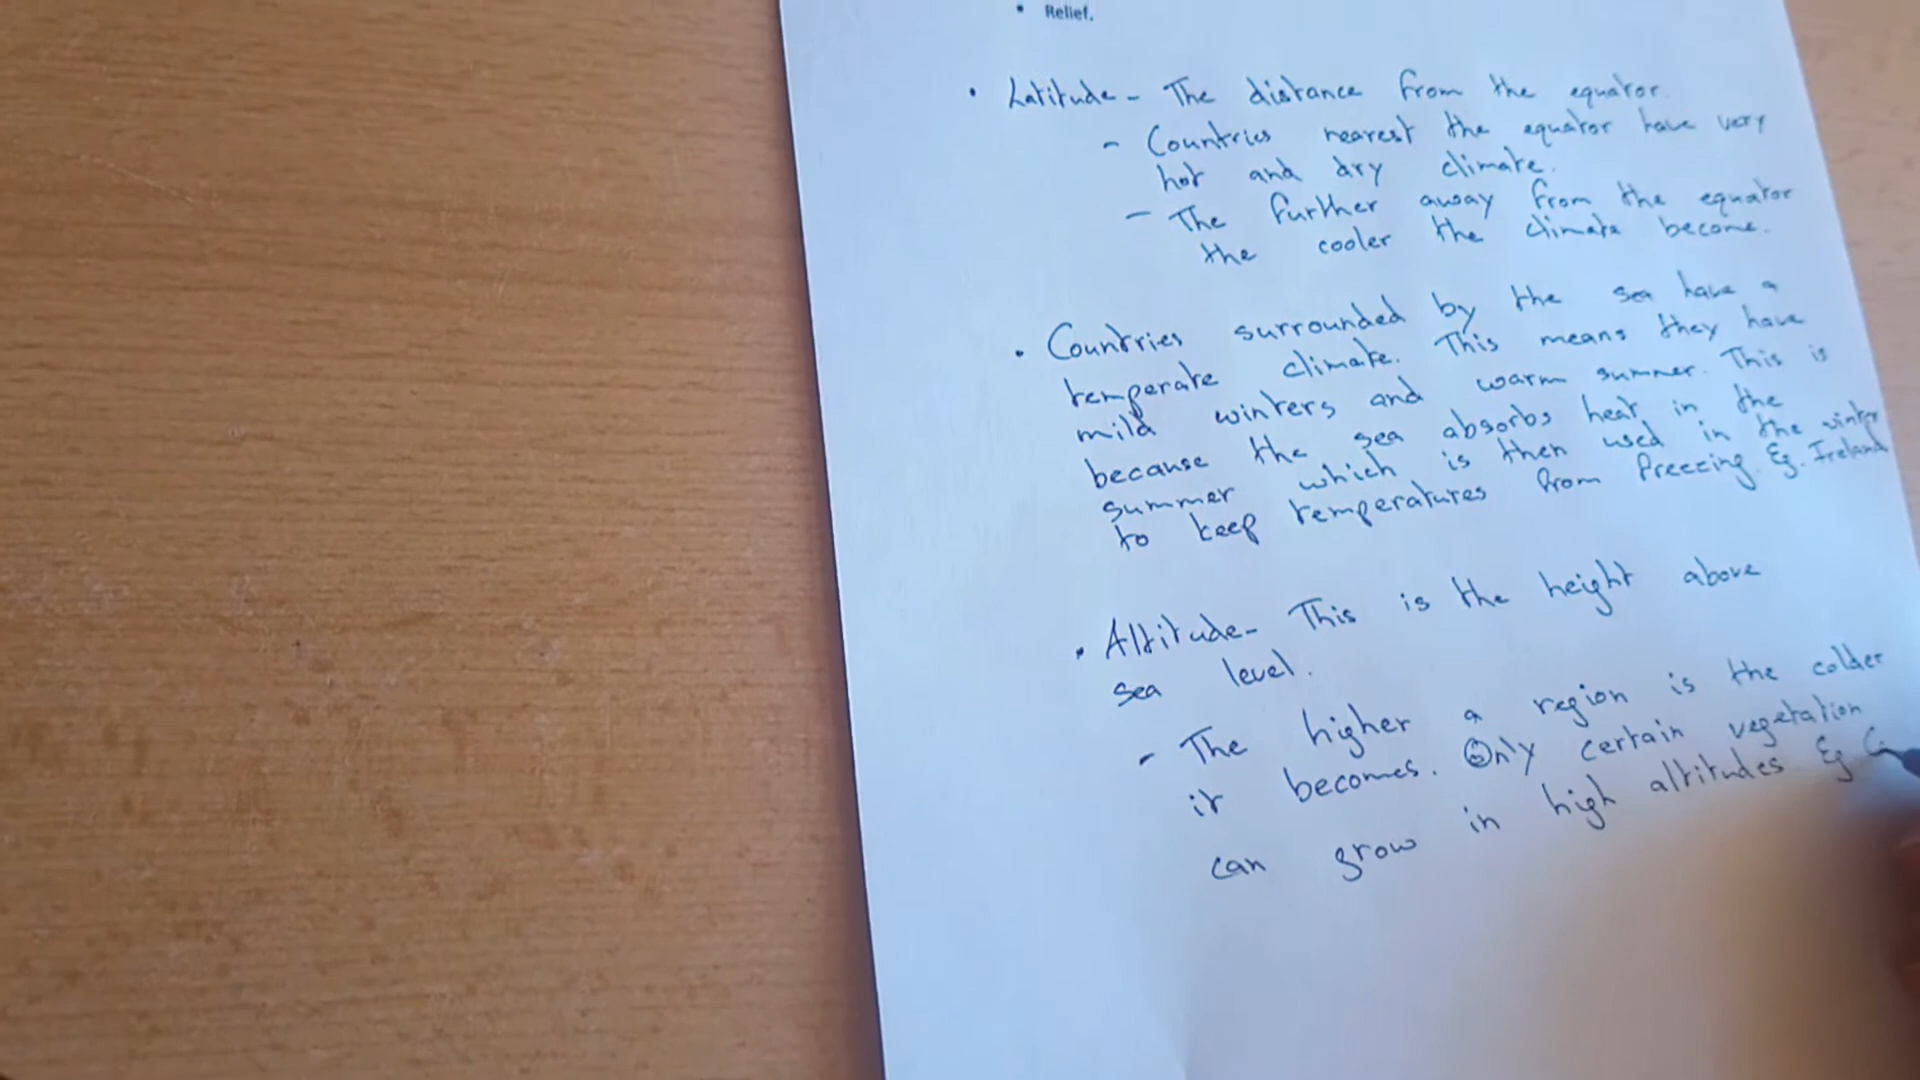 • Relief.
• Latitude - The distance from the equator.
- Countries nearest the equator have very
hot and dry climate.
- The further away from the equator
the cooler the climate become.
• Countries surrounded by the sea have a
temperate climate. This means they have
mild winters and warm summer. This is
because the sea absorbs heat in the
summer which is then used in the winter
to keep temperatures from freezing. Eg. Ireland
• Altitude - This is the height above
sea level.
- The higher a region is the colder
it becomes. Only certain vegetation
can grow in high altitudes. Eg